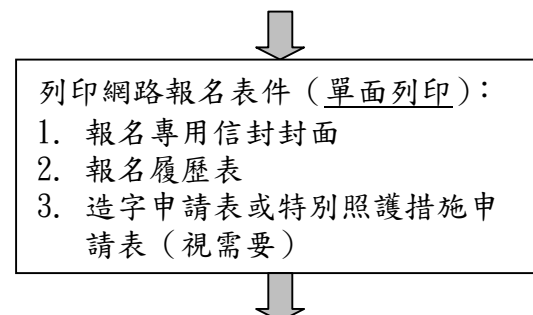 列印網路報名表件（單面列印）：
1. 報名專用信封封面
2. 報名履歷表
3. 造字申請表或特別照護措施申
請表（視需要）